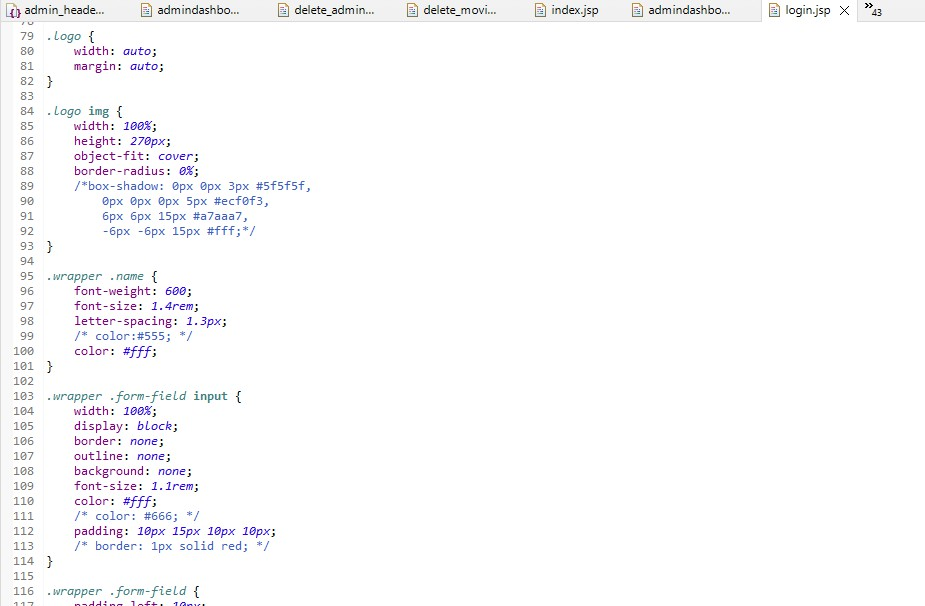 admin_heade... admindashbo... delete_admin... delete_movi... index.jsp admindashbo... login.jsp 43
78
79 .logo {
80 width: auto;
81 margin: auto;
82 }
83
84 .logo img {
85 width: 100%;
86 height: 270px;
87 object-fit: cover;
88 border-radius: 0%;
89 /*box-shadow: 0px 0px 3px #5f5f5f,
90 0px 0px 0px 5px #ecf0f3,
91 6px 6px 15px #a7aaa7,
92 -6px -6px 15px #fff;*/
93 }
94
95 .wrapper .name {
96 font-weight: 600;
97 font-size: 1.4rem;
98 letter-spacing: 1.3px;
99 /* color:#555; */
100 color: #fff;
101 }
102
103 .wrapper .form-field input {
104 width: 100%;
105 display: block;
106 border: none;
107 outline: none;
108 background: none;
109 font-size: 1.1rem;
110 color: #fff;
111 /* color: #666; */
112 padding: 10px 15px 10px 10px;
113 /* border: 1px solid red; */
114 }
115
116 .wrapper .form-field {
117 padding-left: 10px;